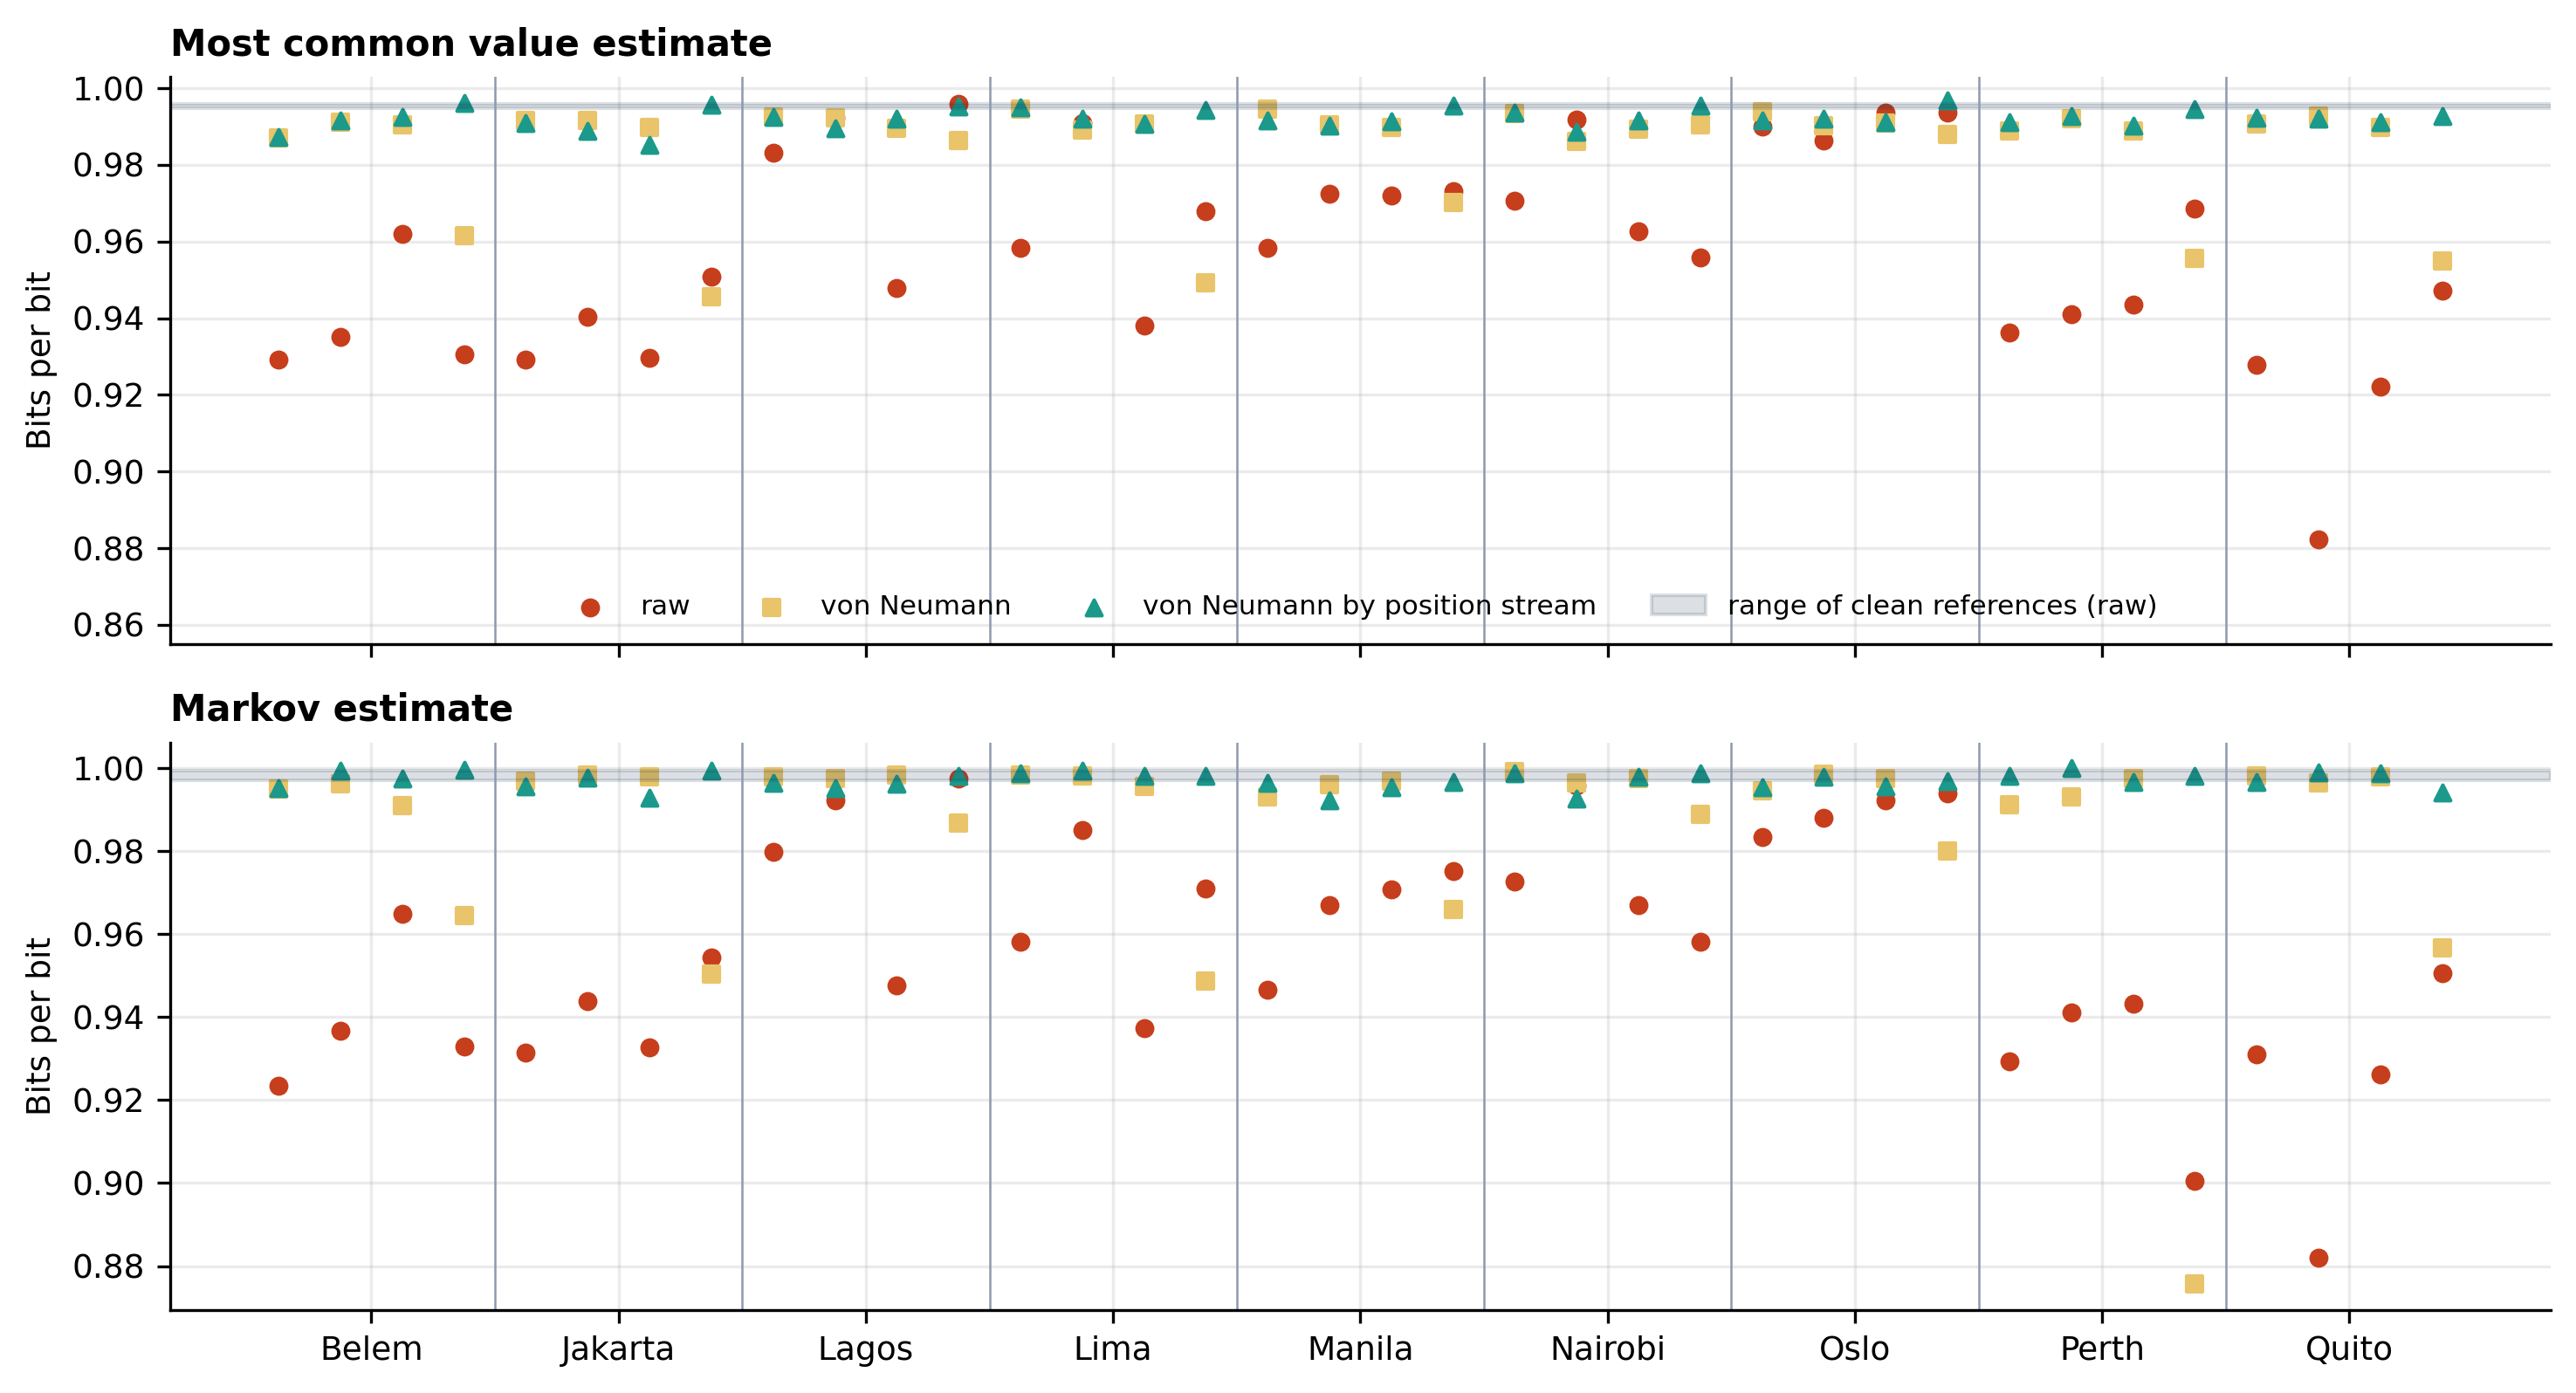 Most common value estimate
Bits per bit
1.00
0.98
0.96
0.94
0.92
0.90
0.88
0.86
raw von Neumann von Neumann by position stream range of clean references (raw)
Markov estimate
Bits per bit
1.00
0.98
0.96
0.94
0.92
0.90
0.88
Belem Jakarta Lagos Lima Manila Nairobi Oslo Perth Quito